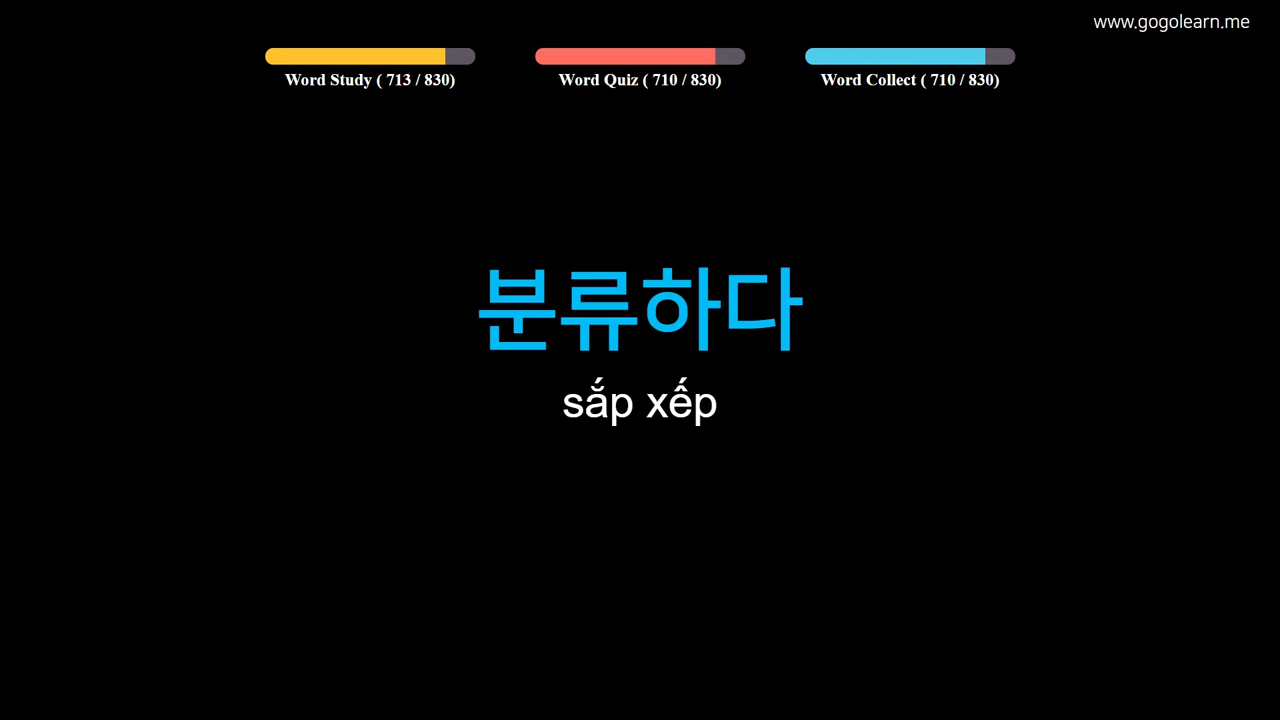 www.gogolearn.me
Word Study ( 713 / 830)
Word Quiz ( 710 / 830)
Word Collect ( 710 / 830)
분류하다
sắp xếp